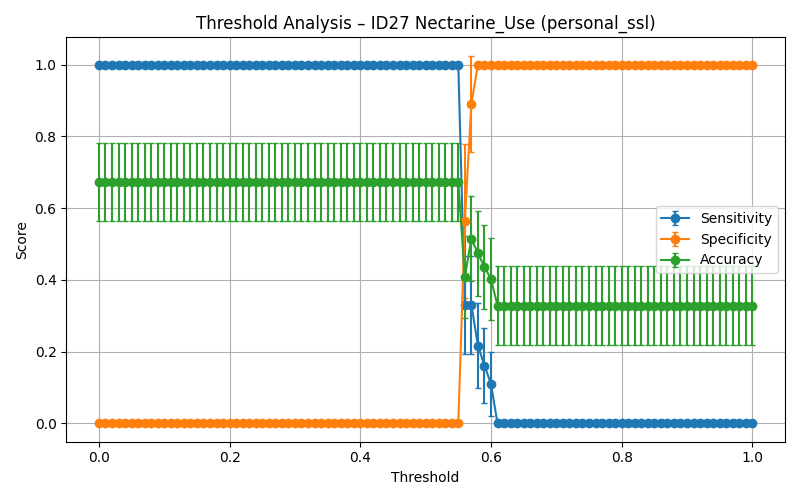 Threshold Analysis – ID27 Nectarine_Use (personal_ssl)
1.0
0.8
0.6
0.4
0.2
0.0
Score
Sensitivity
Specificity
Accuracy
0.0 0.2 0.4 0.6 0.8 1.0
Threshold